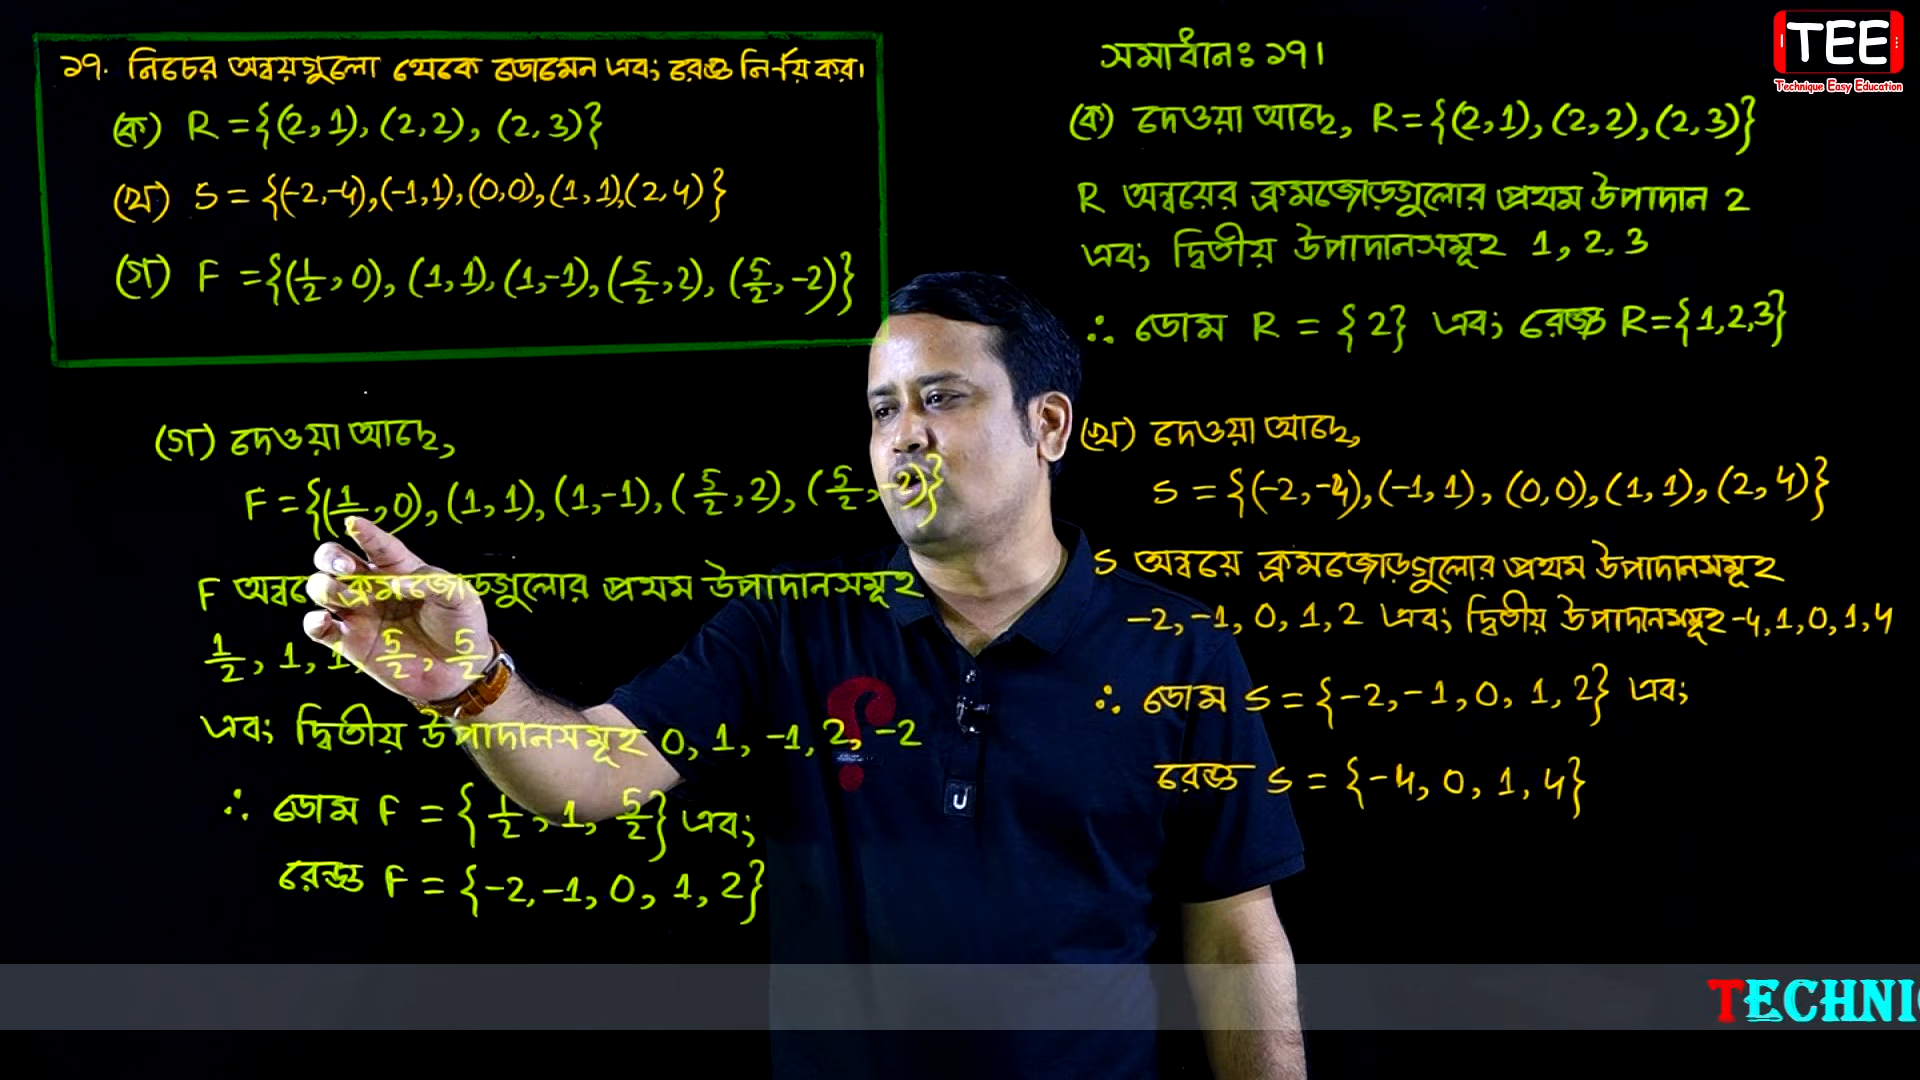 ১৭. নিচের অন্বয়গুলো থেকে ডোমেন এবং রেঞ্জ নির্ণয় কর।
(ক) R = {(2,1), (2,2), (2,3)}
(খ) S = {(-2,-4),(-1,1),(0,0),(1,1),(2,4)}
(গ) F = {(1/2, 0), (1,1), (1,-1), (5/2, 2), (5/2, -2)}
(গ) দেওয়া আছে,
F = {(1/2, 0), (1,1), (1,-1), (5/2, 2), (5/2, -2)}
F অন্বয়ে ক্রমজোড়গুলোর প্রথম উপাদানসমূহ
1/2, 1, 1, 5/2, 5/2
এবং দ্বিতীয় উপাদানসমূহ 0, 1, -1, 2, -2
∴ ডোম F = {1/2, 1, 5/2} এবং
রেঞ্জ F = {-2, -1, 0, 1, 2}
সমাধানঃ ১৭।
(ক) দেওয়া আছে, R = {(2,1), (2,2), (2,3)}
R অন্বয়ের ক্রমজোড়গুলোর প্রথম উপাদান 2
এবং দ্বিতীয় উপাদানসমূহ 1, 2, 3
∴ ডোম R = {2} এবং রেঞ্জ R = {1,2,3}
(খ) দেওয়া আছে,
S = {(-2,-4),(-1,1), (0,0), (1,1), (2,4)}
S অন্বয়ে ক্রমজোড়গুলোর প্রথম উপাদানসমূহ
-2, -1, 0, 1, 2 এবং দ্বিতীয় উপাদানসমূহ -4, 1, 0, 1, 4
∴ ডোম S = {-2, -1, 0, 1, 2} এবং
রেঞ্জ S = {-4, 0, 1, 4}
TEE
Technique Easy Education
U
TECHNI